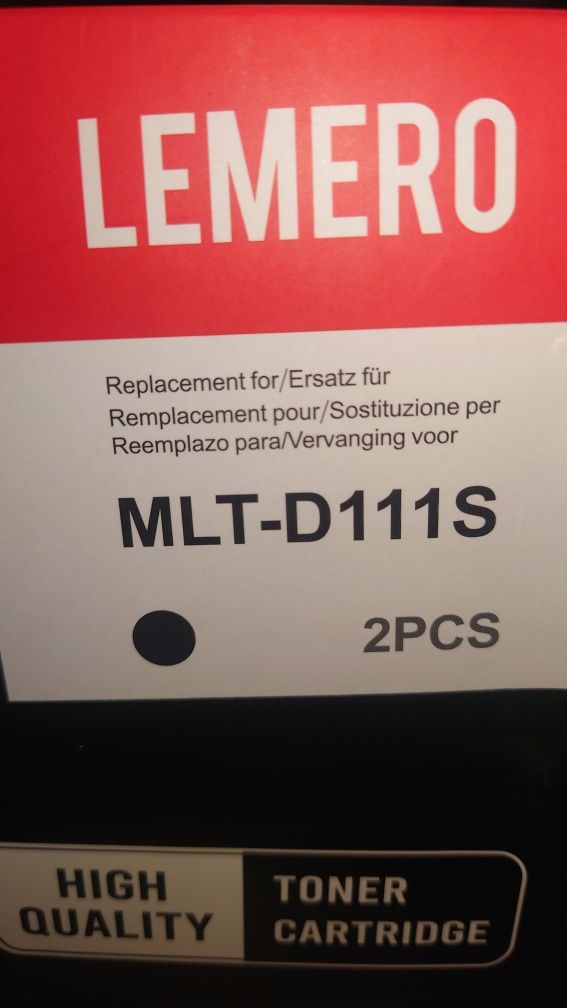 LEMERO
Replacement for/Ersatz für
Remplacement pour/Sostituzione per
Reemplazo para/Vervanging voor
MLT-D111S
2PCS
HIGH
QUALITY
TONER
CARTRIDGE